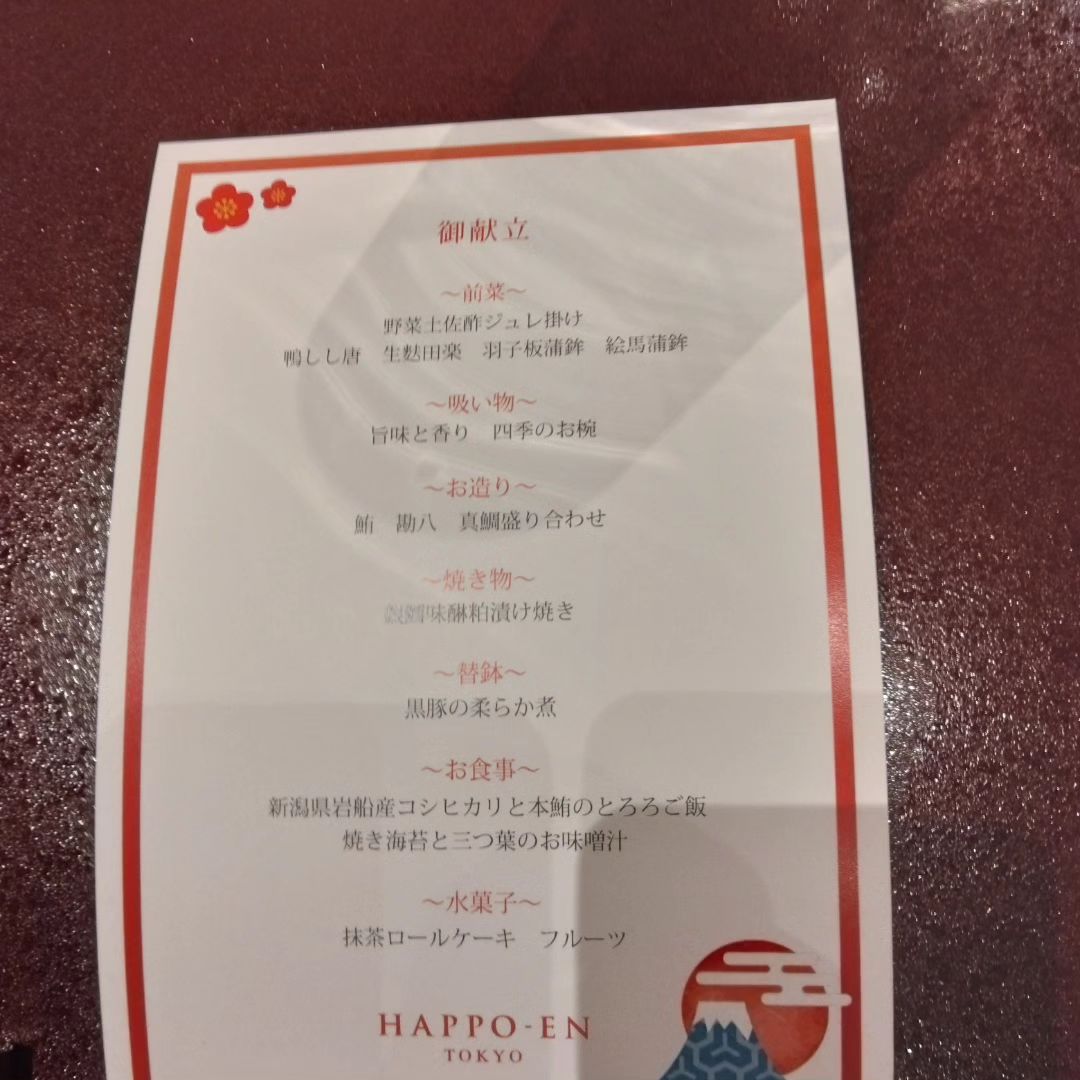 御献立
～前菜～
野菜土佐酢ジュレ掛け
鴨しし唐　生麩田楽　羽子板蒲鉾　絵馬蒲鉾
～吸い物～
旨味と香り　四季のお椀
～お造り～
鮪　勘八　真鯛盛り合わせ
～焼き物～
味醂粕漬け焼き
～替鉢～
黒豚の柔らか煮
～お食事～
新潟県岩船産コシヒカリと本鮪のとろろご飯
焼き海苔と三つ葉のお味噌汁
～水菓子～
抹茶ロールケーキ　フルーツ
HAPPO-EN
TOKYO